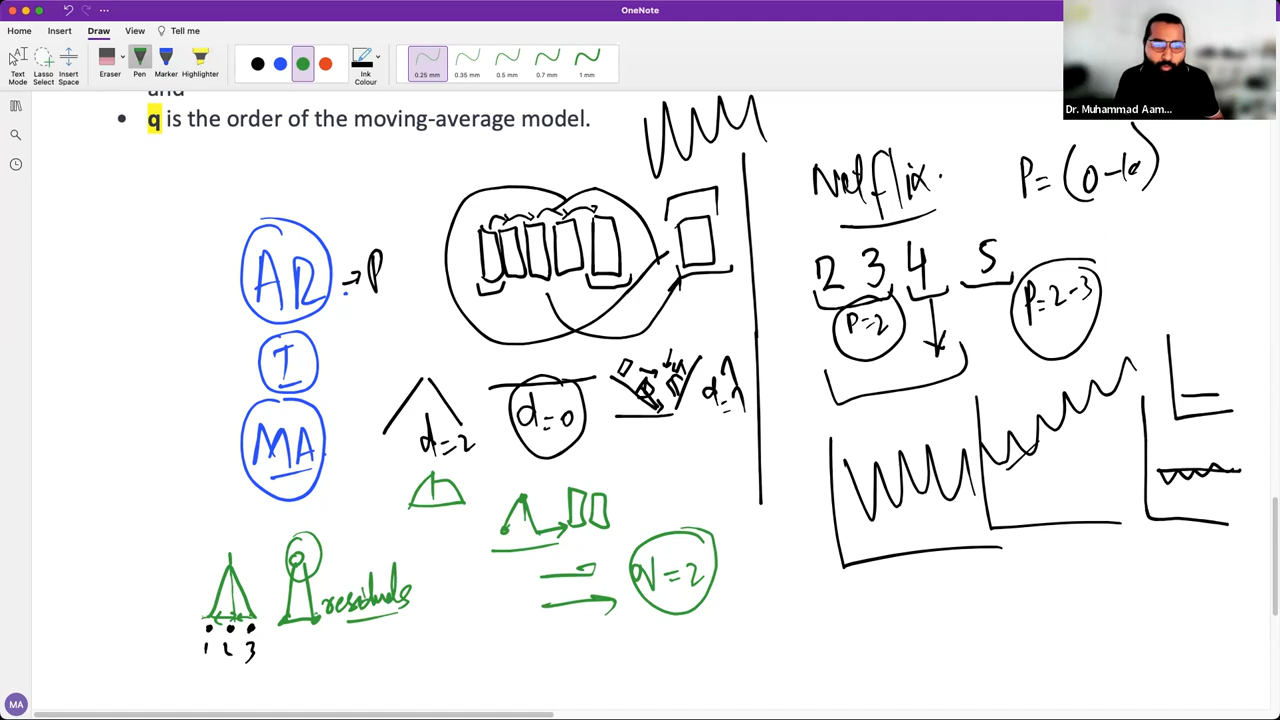 OneNote
Home Insert Draw View Tell me
Text Mode
Lasso Select
Insert Space
Eraser
Pen
Marker
Highlighter
Ink Colour
0.25 mm
0.35 mm
0.5 mm
0.7 mm
1 mm
Dr. Muhammad Aam...
and
• q is the order of the moving-average model.
Netflix.
AR → P
2 3 4 5
P=2
P=2-3
I
d=2
d=0
MA
q=2
residuals
1 2 3
MA